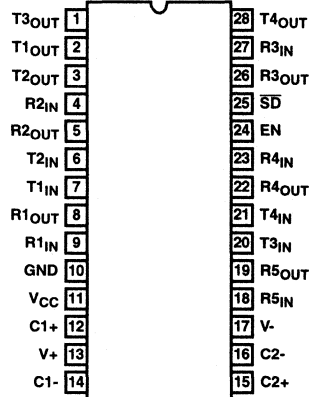 T3OUT 1 28 T4OUT
T1OUT 2 27 R3IN
T2OUT 3 26 R3OUT
R2IN 4 25 S̅D̅
R2OUT 5 24 EN
T2IN 6 23 R4IN
T1IN 7 22 R4OUT
R1OUT 8 21 T4IN
R1IN 9 20 T3IN
GND 10 19 R5OUT
VCC 11 18 R5IN
C1+ 12 17 V-
V+ 13 16 C2-
C1- 14 15 C2+